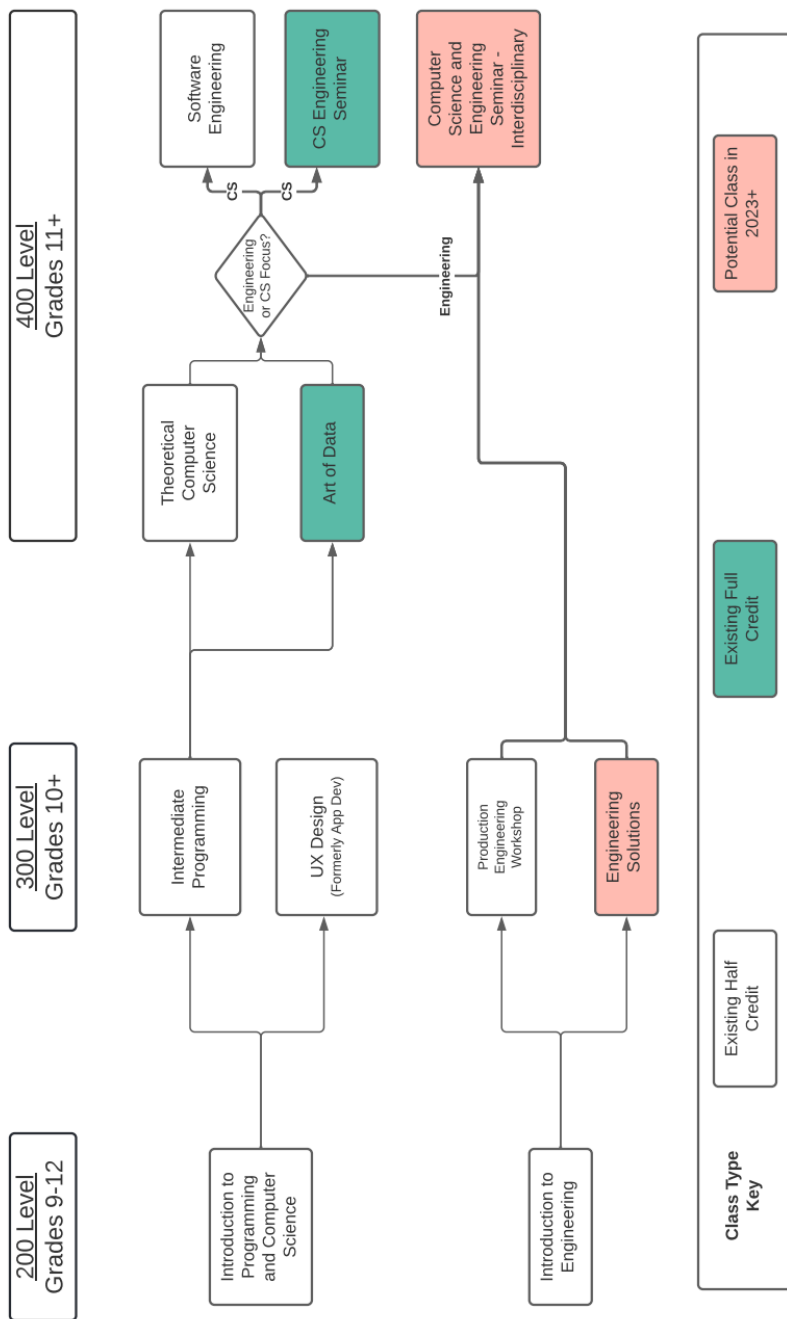 200 Level
Grades 9-12
300 Level
Grades 10+
400 Level
Grades 11+
Introduction to
Programming
and Computer
Science
Intermediate
Programming
UX Design
(Formerly App Dev)
Theoretical
Computer
Science
Art of Data
Engineering
or CS Focus?
CS
CS
Engineering
Software
Engineering
CS Engineering
Seminar
Computer
Science and
Engineering
Seminar -
Interdisciplinary
Introduction to
Engineering
Production
Engineering
Workshop
Engineering
Solutions
Class Type
Key
Existing Half
Credit
Existing Full
Credit
Potential Class in
2023+